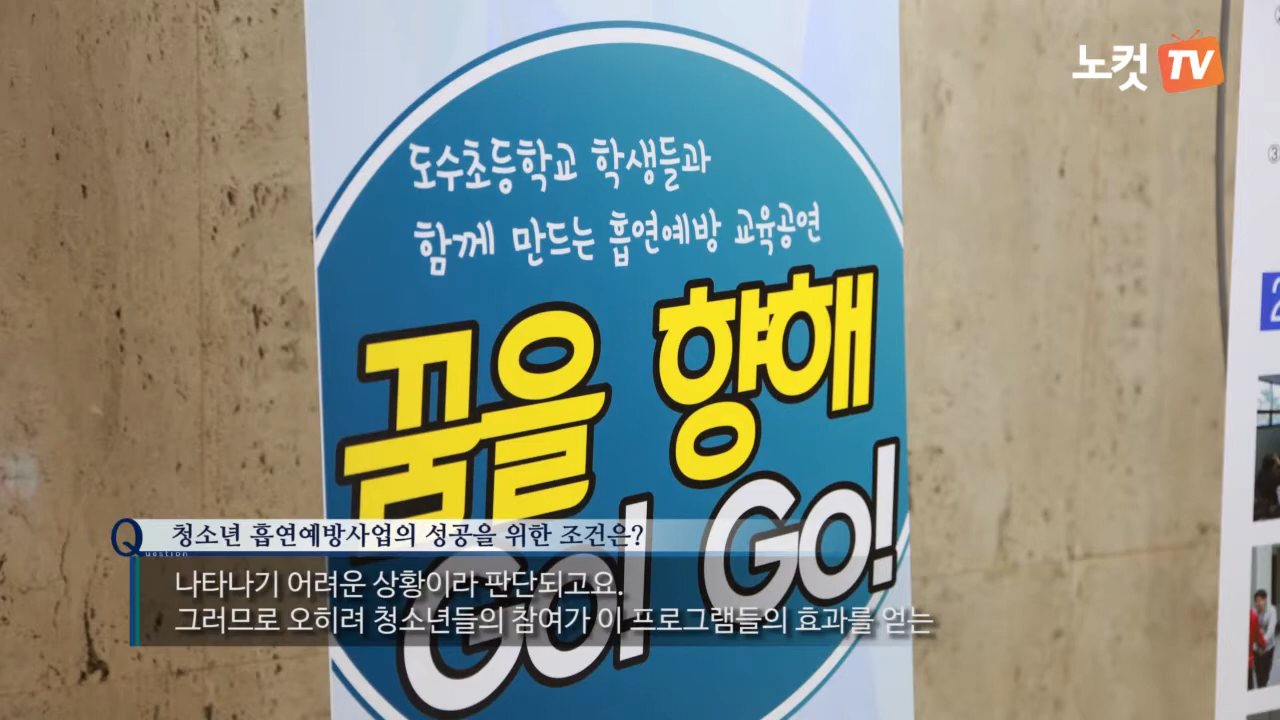 노컷 TV
도수초등학교 학생들과
함께 만드는 흡연예방 교육공연
꿈을 향해
Go! Go!
Question 청소년 흡연예방사업의 성공을 위한 조건은?
나타나기 어려운 상황이라 판단되고요.
그러므로 오히려 청소년들의 참여가 이 프로그램들의 효과를 얻는
2
③